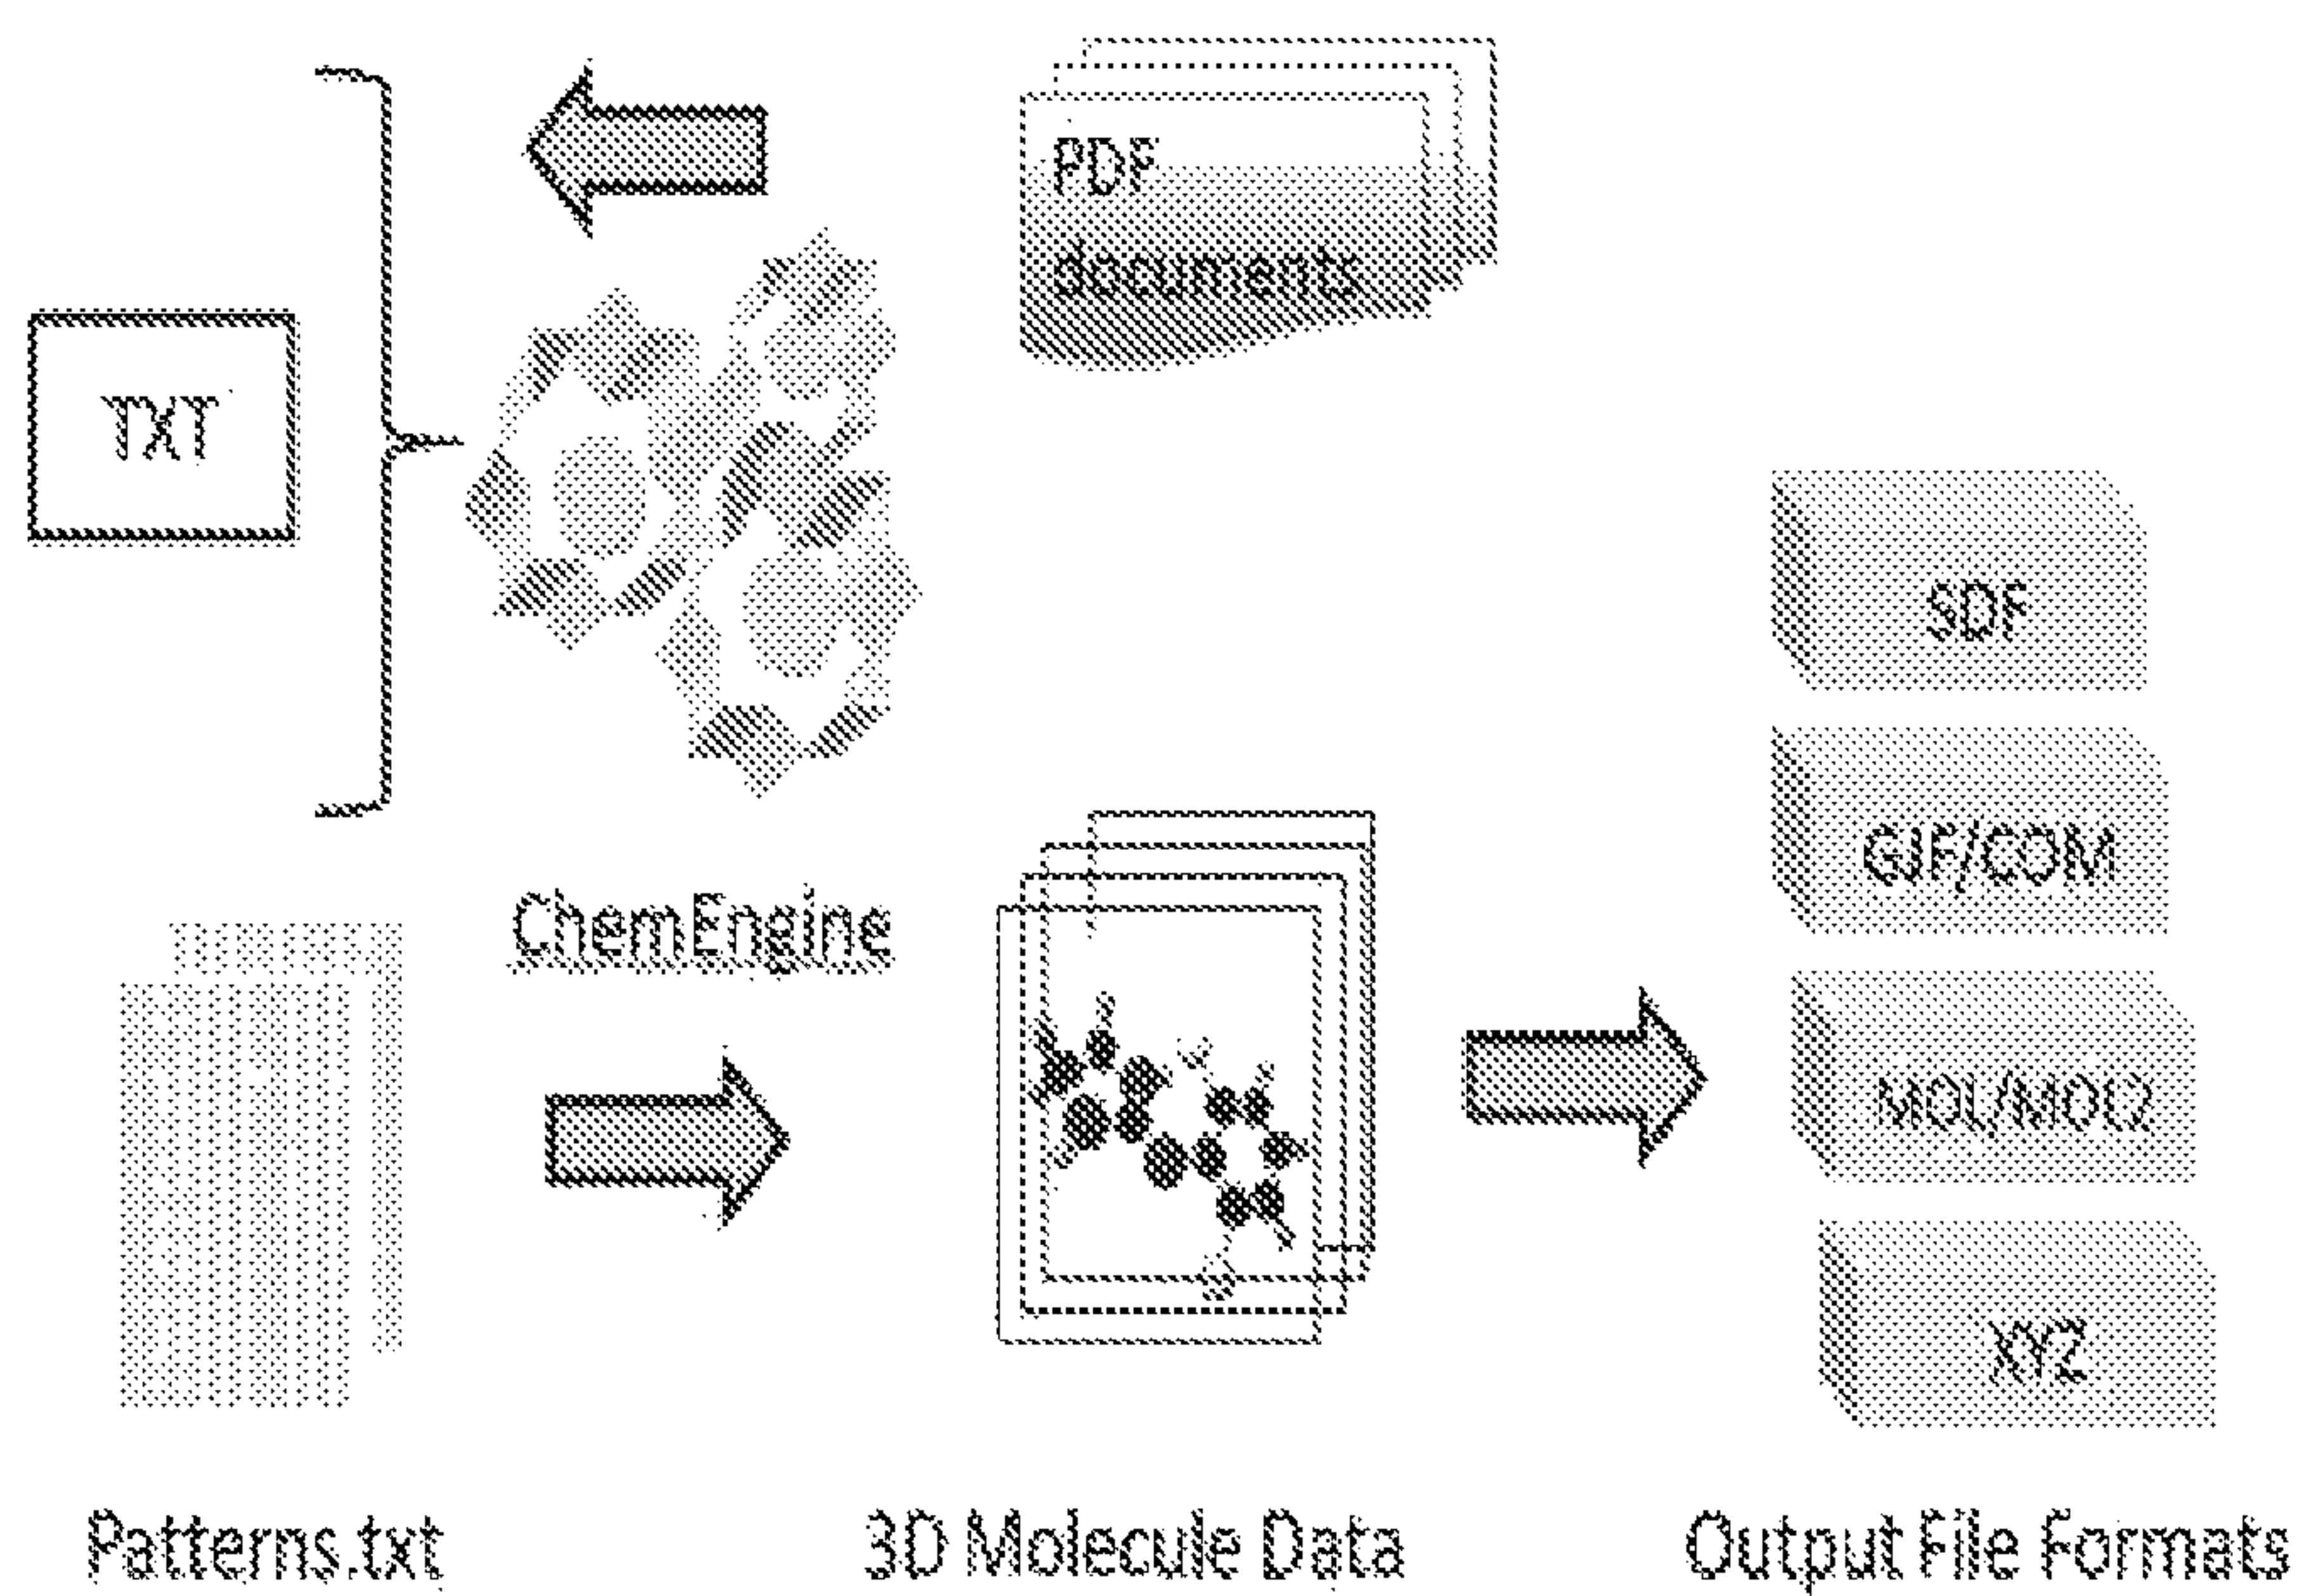 PDF
documents
TXT
SDF
GJF/COM
ChemEngine
MOL/MOL2
XYZ
Patterns.txt
3D Molecule Data
Output File Formats